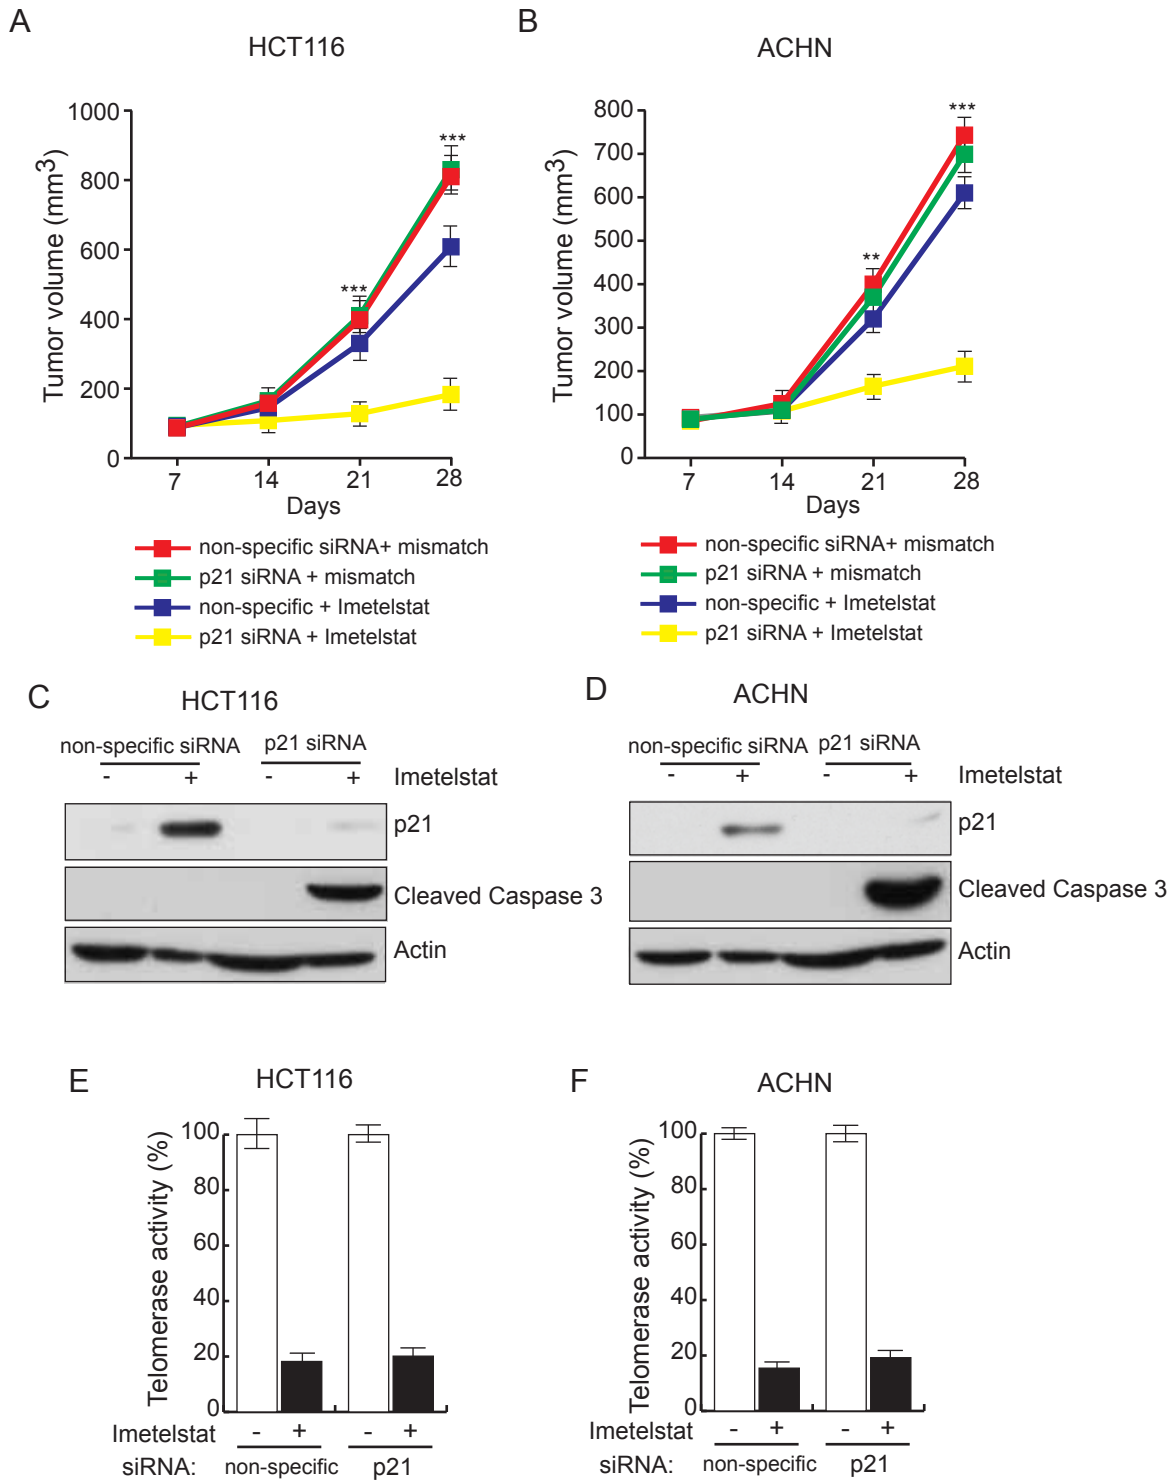 A
HCT116
Tumor volume (mm3)
1000
800
600
400
200
0
***
***
7 14 21 28
Days
non-specific siRNA+ mismatch
p21 siRNA + mismatch
non-specific + Imetelstat
p21 siRNA + Imetelstat
B
ACHN
Tumor volume (mm3)
800
700
600
500
400
300
200
100
0
**
***
7 14 21 28
Days
non-specific siRNA+ mismatch
p21 siRNA + mismatch
non-specific + Imetelstat
p21 siRNA + Imetelstat
C
HCT116
non-specific siRNA p21 siRNA
- + - + Imetelstat
p21
Cleaved Caspase 3
Actin
D
ACHN
non-specific siRNA p21 siRNA
- + - + Imetelstat
p21
Cleaved Caspase 3
Actin
E
HCT116
Telomerase activity (%)
100
80
60
40
20
0
Imetelstat - + - +
siRNA: non-specific p21
F
ACHN
Telomerase activity (%)
100
80
60
40
20
0
Imetelstat - + - +
siRNA: non-specific p21